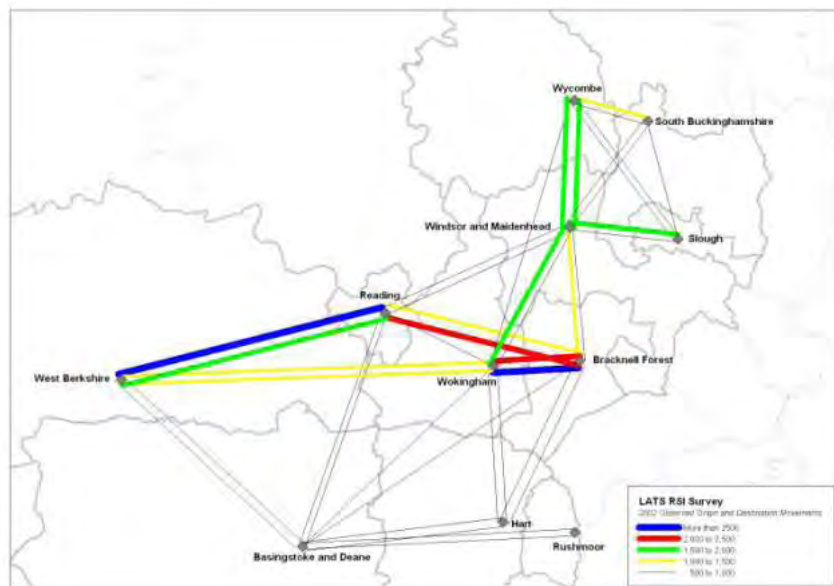 Wycombe
South Buckinghamshire
Windsor and Maidenhead
Slough
Reading
West Berkshire
Wokingham
Bracknell Forest
Hart
Basingstoke and Deane
Rushmoor
LATS RSI Survey
2002 Observed Origin and Destination Movements
More than 2500
2,000 to 2,500
1,500 to 2,000
1,000 to 1,500
500 to 1,000